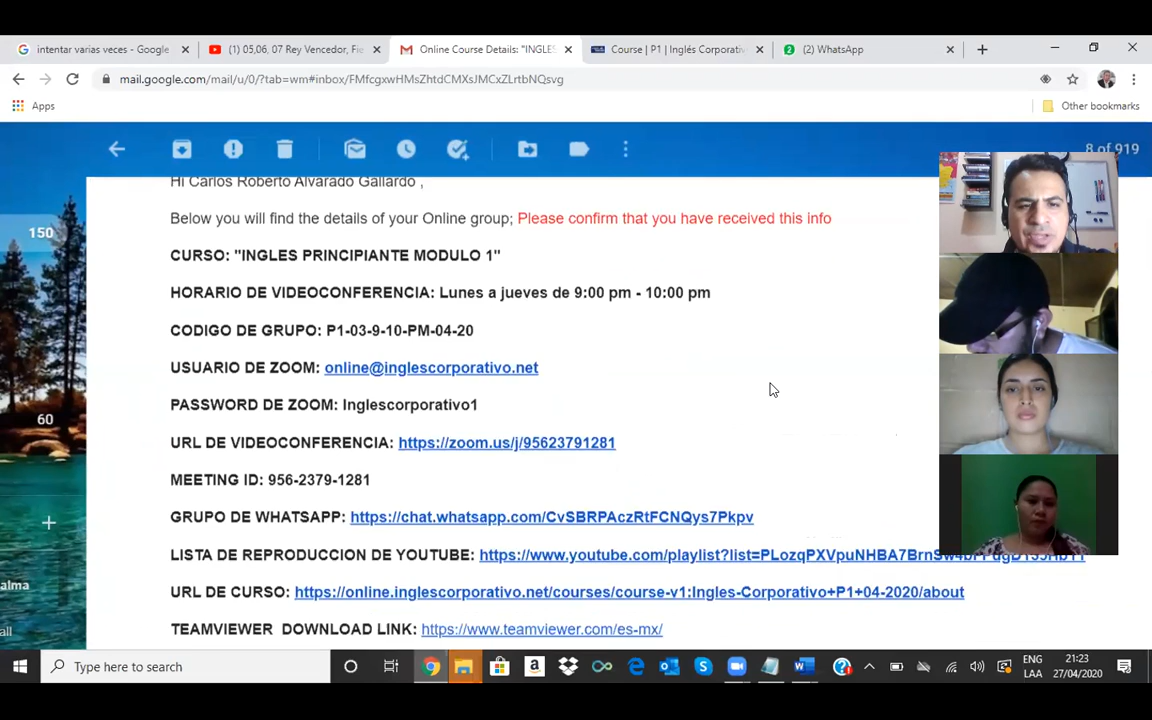 intentar varias veces - Google
(1) 05,06, 07 Rey Vencedor, Fie
Online Course Details: "INGLES
Course | P1 | Inglés Corporativ
2
(2) WhatsApp
mail.google.com/mail/u/0/?tab=wm#inbox/FMfcgxwHMsZhtdCMXsJMCxZLrtbNQsvg
Apps
Other bookmarks
8 of 919
Hi Carlos Roberto Alvarado Gallardo ,
150
Below you will find the details of your Online group; Please confirm that you have received this info
CURSO: "INGLES PRINCIPIANTE MODULO 1"
HORARIO DE VIDEOCONFERENCIA: Lunes a jueves de 9:00 pm - 10:00 pm
CODIGO DE GRUPO: P1-03-9-10-PM-04-20
USUARIO DE ZOOM: online@inglescorporativo.net
PASSWORD DE ZOOM: Inglescorporativo1
60
URL DE VIDEOCONFERENCIA: https://zoom.us/j/95623791281
MEETING ID: 956-2379-1281
GRUPO DE WHATSAPP: https://chat.whatsapp.com/CvSBRPAczRtFCNQys7Pkpv
LISTA DE REPRODUCCION DE YOUTUBE:
alma
URL DE CURSO: https://online.inglescorporativo.net/courses/course-v1:Ingles-Corporativo+P1+04-2020/about
all
TEAMVIEWER DOWNLOAD LINK: https://www.teamviewer.com/es-mx/
Type here to search
ENG
LAA
21:23
27/04/2020